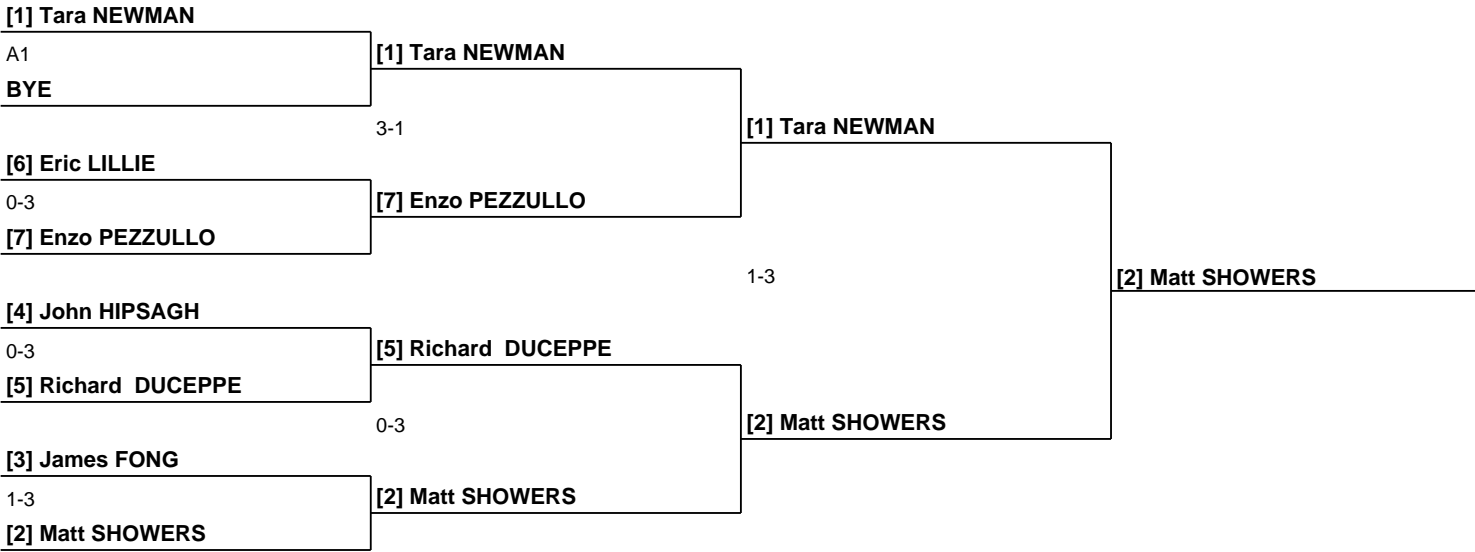 [1] Tara NEWMAN
A1
[1] Tara NEWMAN
BYE
3-1
[1] Tara NEWMAN
[6] Eric LILLIE
0-3
[7] Enzo PEZZULLO
[7] Enzo PEZZULLO
1-3
[2] Matt SHOWERS
[4] John HIPSAGH
0-3
[5] Richard  DUCEPPE
[5] Richard  DUCEPPE
0-3
[2] Matt SHOWERS
[3] James FONG
1-3
[2] Matt SHOWERS
[2] Matt SHOWERS